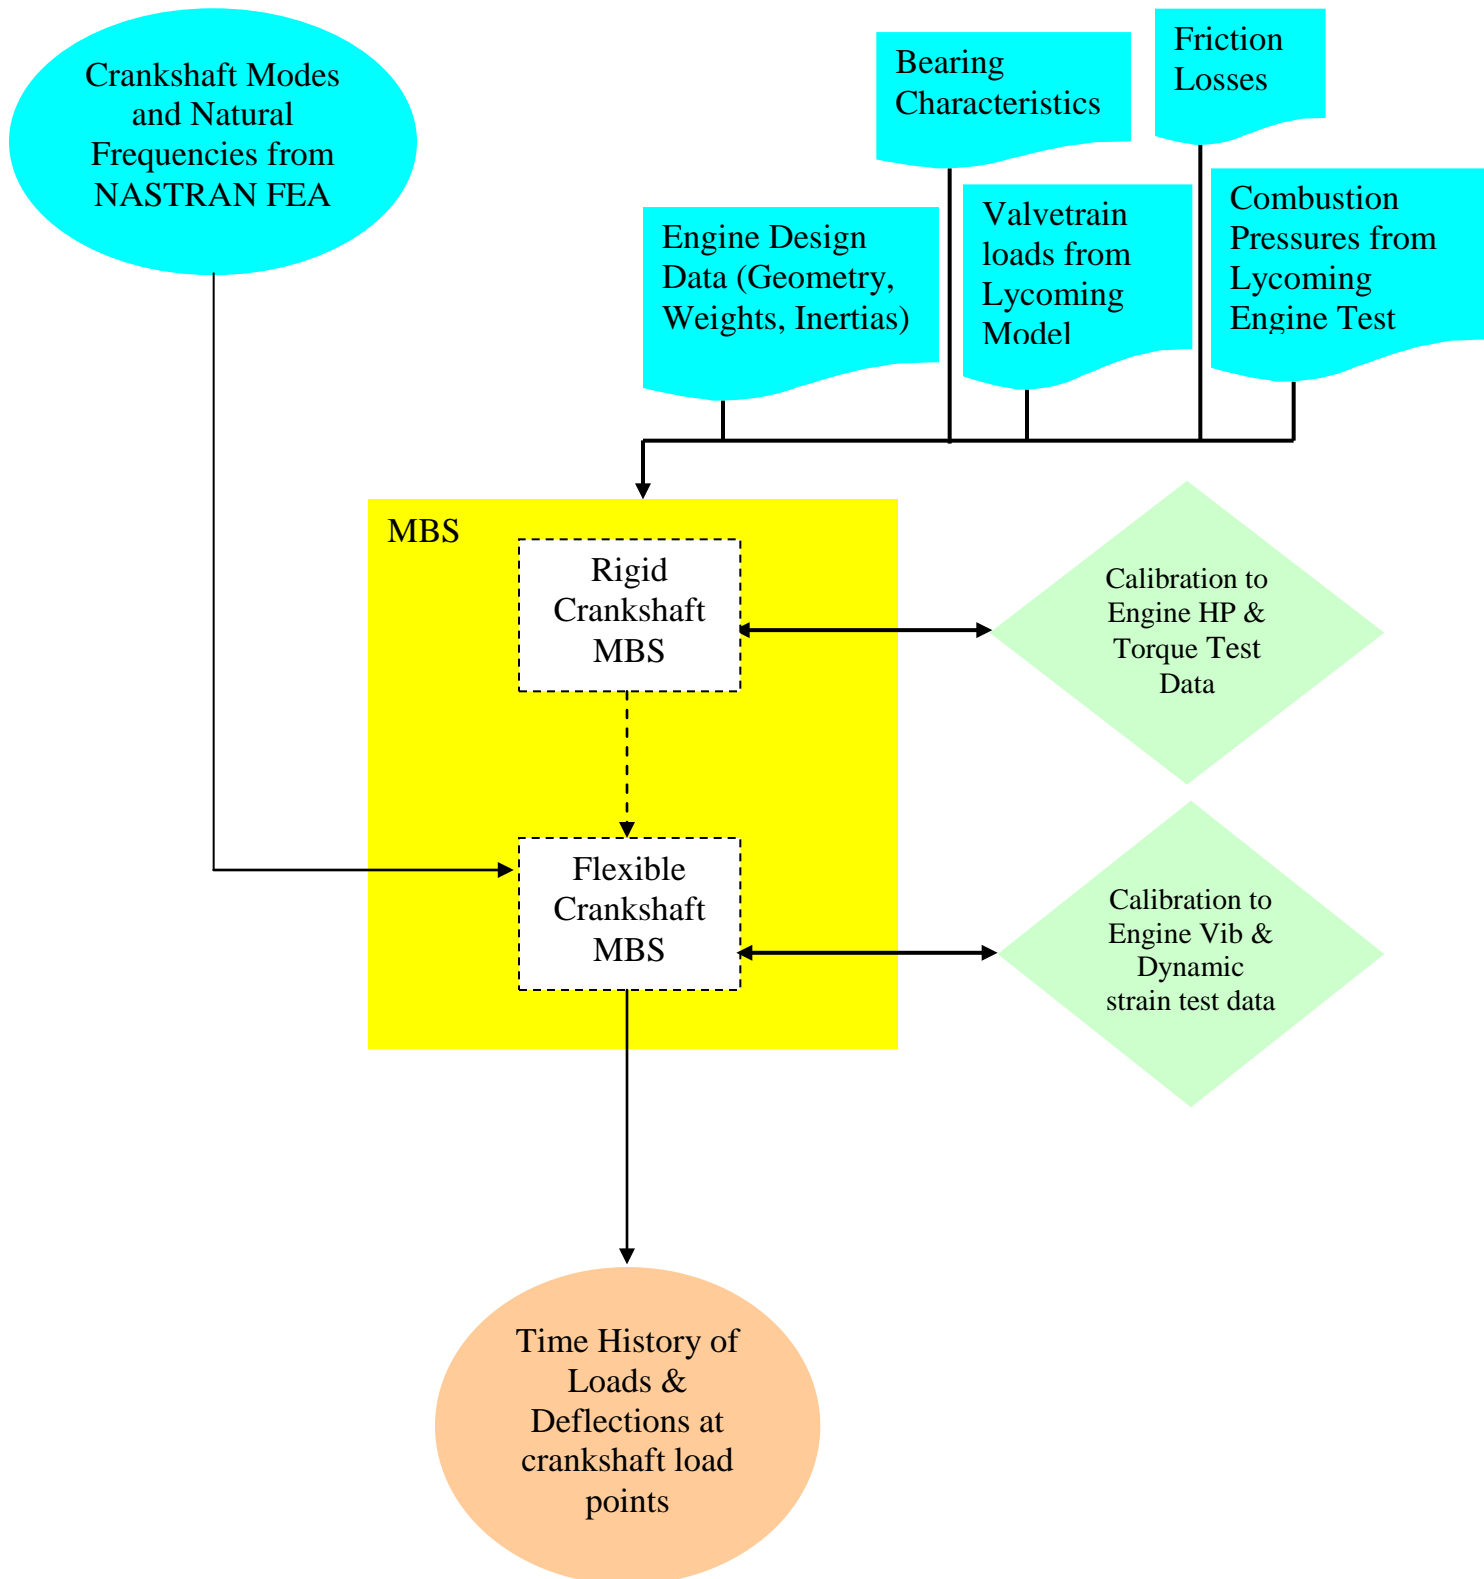 Crankshaft Modes
and Natural
Frequencies from
NASTRAN FEA
Bearing
Characteristics
Friction
Losses
Engine Design
Data (Geometry,
Weights, Inertias)
Valvetrain
loads from
Lycoming
Model
Combustion
Pressures from
Lycoming
Engine Test
MBS
Rigid
Crankshaft
MBS
Calibration to
Engine HP &
Torque Test
Data
Flexible
Crankshaft
MBS
Calibration to
Engine Vib &
Dynamic
strain test data
Time History of
Loads &
Deflections at
crankshaft load
points